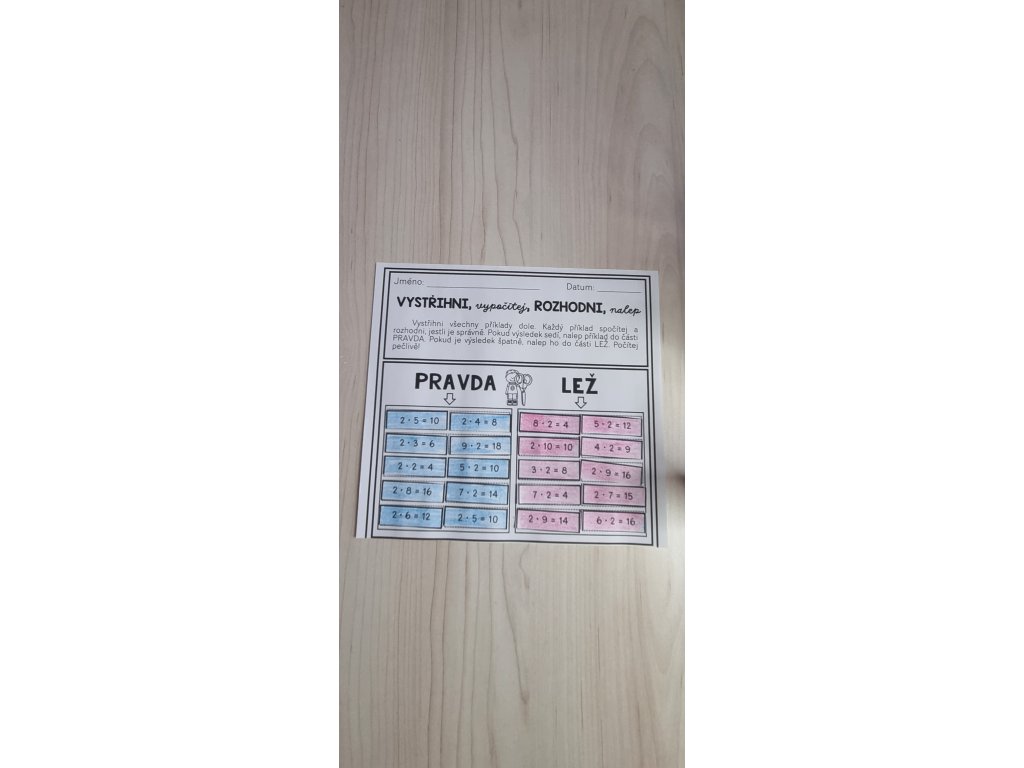 Jméno: Datum:
VYSTŘIHNI, vypočítej, ROZHODNI, nalep
Vystřihni všechny příklady dole. Každý příklad spočítej a
rozhodni, jestli je správně. Pokud výsledek sedí, nalep příklad do části
PRAVDA. Pokud je výsledek špatně, nalep ho do části LEŽ. Počítej
pečlivě!
PRAVDA LEŽ
2 · 5 = 10 2 · 4 = 8 8 · 2 = 4 5 · 2 = 12
2 · 3 = 6 9 · 2 = 18 2 · 10 = 10 4 · 2 = 9
2 · 2 = 4 5 · 2 = 10 3 · 2 = 8 2 · 9 = 16
2 · 8 = 16 7 · 2 = 14 7 · 2 = 4 2 · 7 = 15
2 · 6 = 12 2 · 5 = 10 2 · 9 = 14 6 · 2 = 16